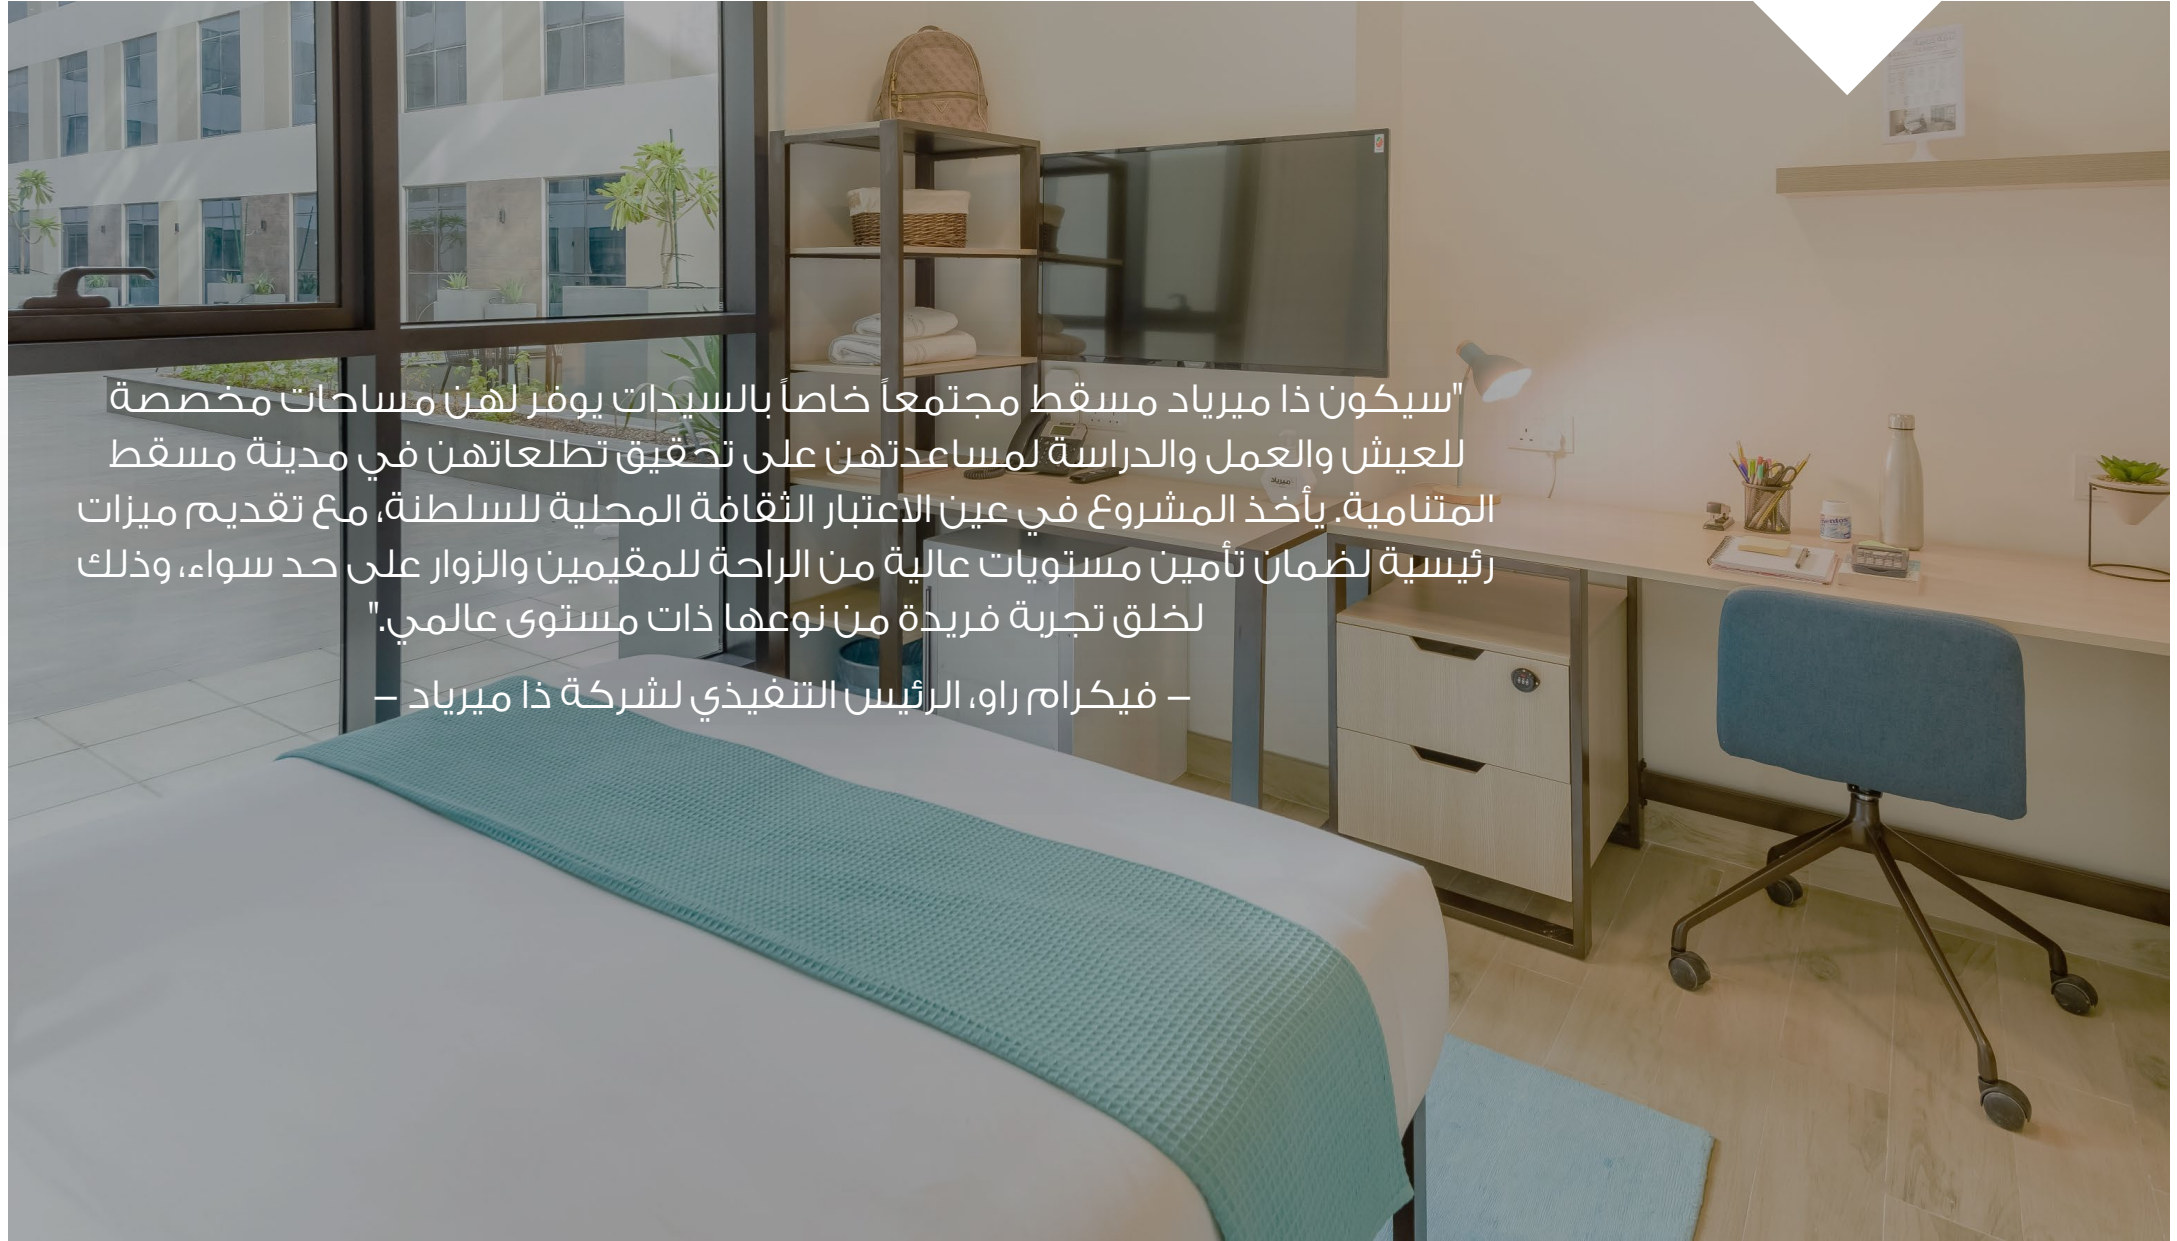 "سيكون ذا ميرياد مسقط مجتمعاً خاصاً بالسيدات يوفر لهن مساحات مخصصة
للعيش والعمل والدراسة لمساعدتهن على تحقيق تطلعاتهن في مدينة مسقط
المتنامية. يأخذ المشروع في عين الاعتبار الثقافة المحلية للسلطنة، مع تقديم ميزات
رئيسية لضمان تأمين مستويات عالية من الراحة للمقيمين والزوار على حد سواء، وذلك
لخلق تجربة فريدة من نوعها ذات مستوى عالمي."
– فيكرام راو، الرئيس التنفيذي لشركة ذا ميرياد –
ميرياد